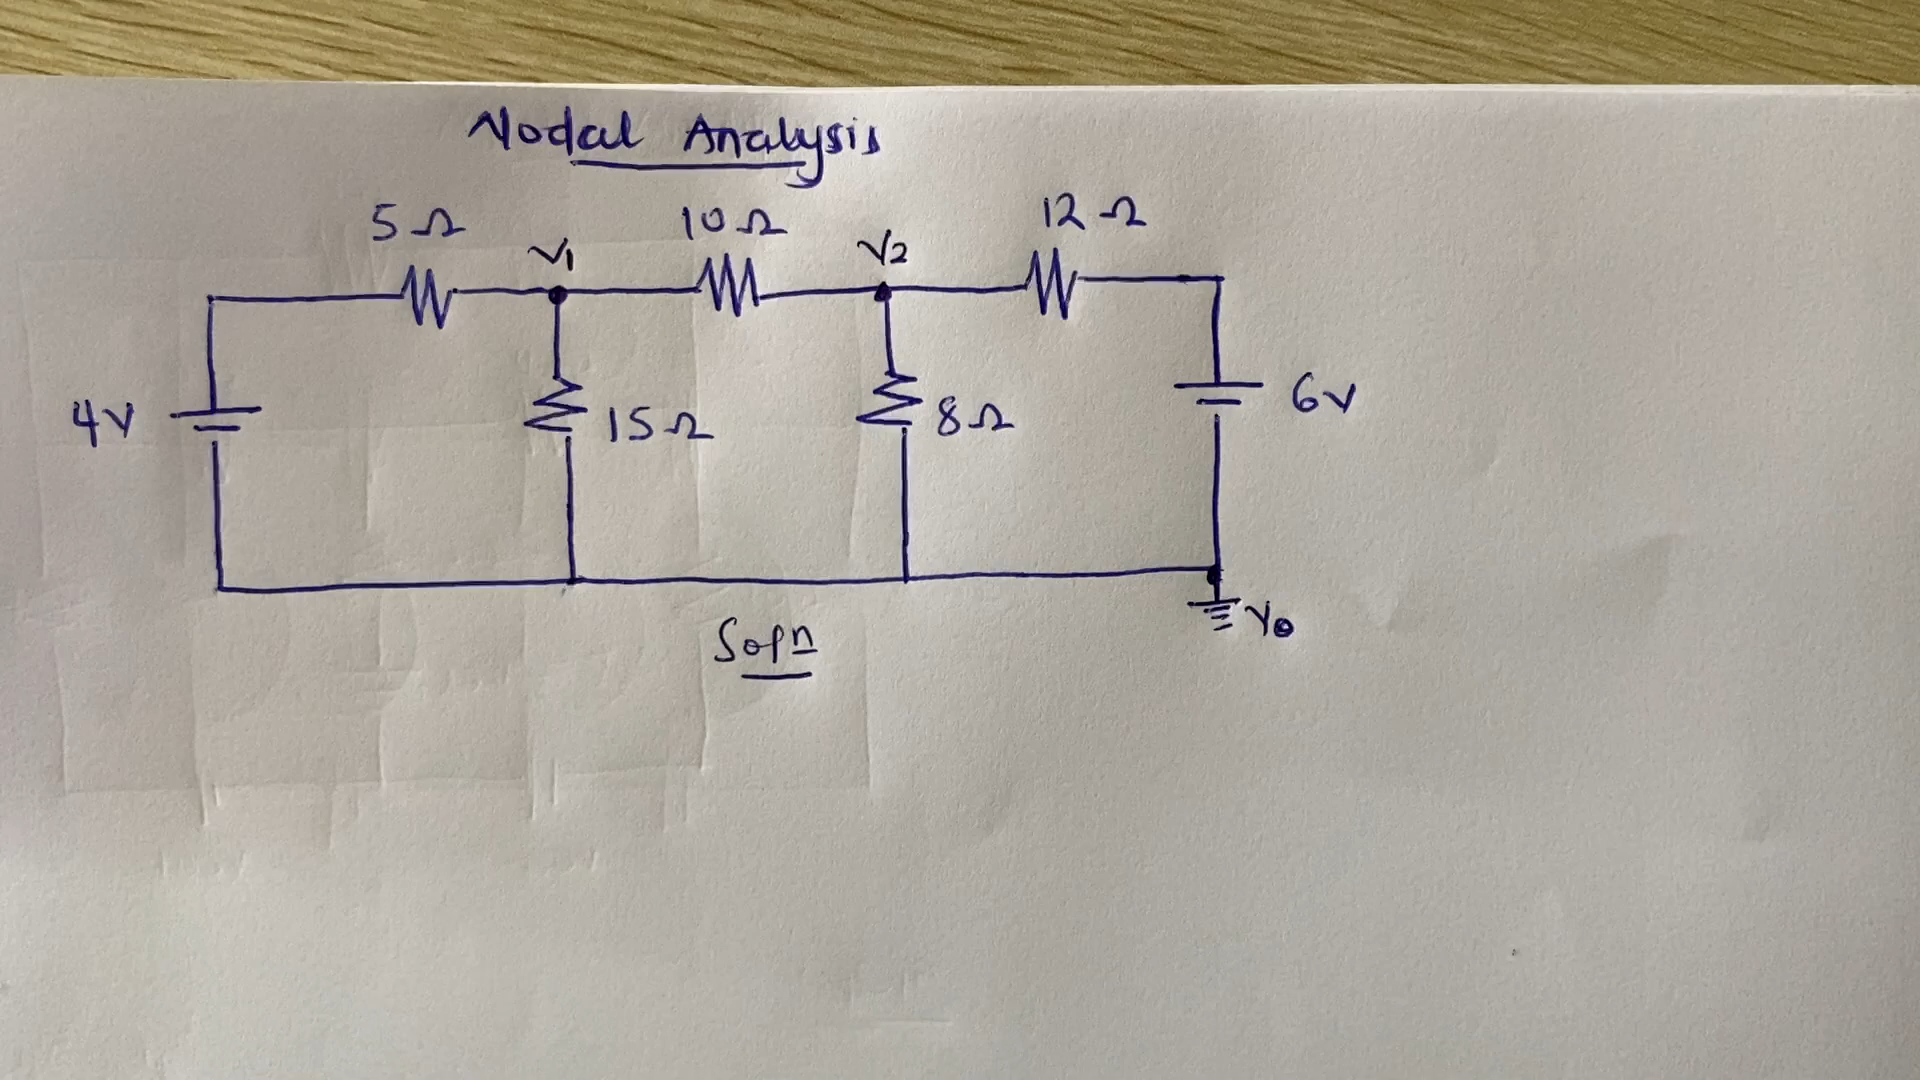 Nodal Analysis
5Ω V1 10Ω V2 12Ω
4V 15Ω 8Ω 6V
V0
Soln